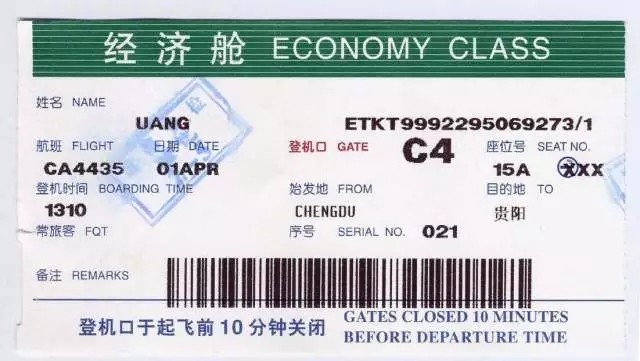 经济舱 ECONOMY CLASS
姓名 NAME
UANG ETKT9992295069273/1
航班 FLIGHT 日期 DATE 登机口 GATE C4 座位号 SEAT NO.
CA4435 01APR 15A XXX
登机时间 BOARDING TIME 始发地 FROM 目的地 TO
1310 CHENGDU 贵阳
常旅客 FQT 序号 SERIAL NO. 021
备注 REMARKS
登机口于起飞前10分钟关闭 GATES CLOSED 10 MINUTES
BEFORE DEPARTURE TIME